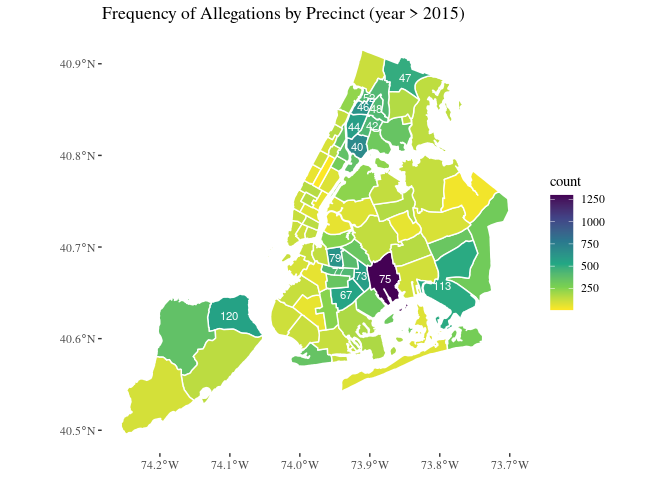 Frequency of Allegations by Precinct (year > 2015)
40.9°N
40.8°N
40.7°N
40.6°N
40.5°N
47
52
46
48
44
42
40
79
73
75
67
113
120
74.2°W 74.1°W 74.0°W 73.9°W 73.8°W 73.7°W
count
1250
1000
750
500
250